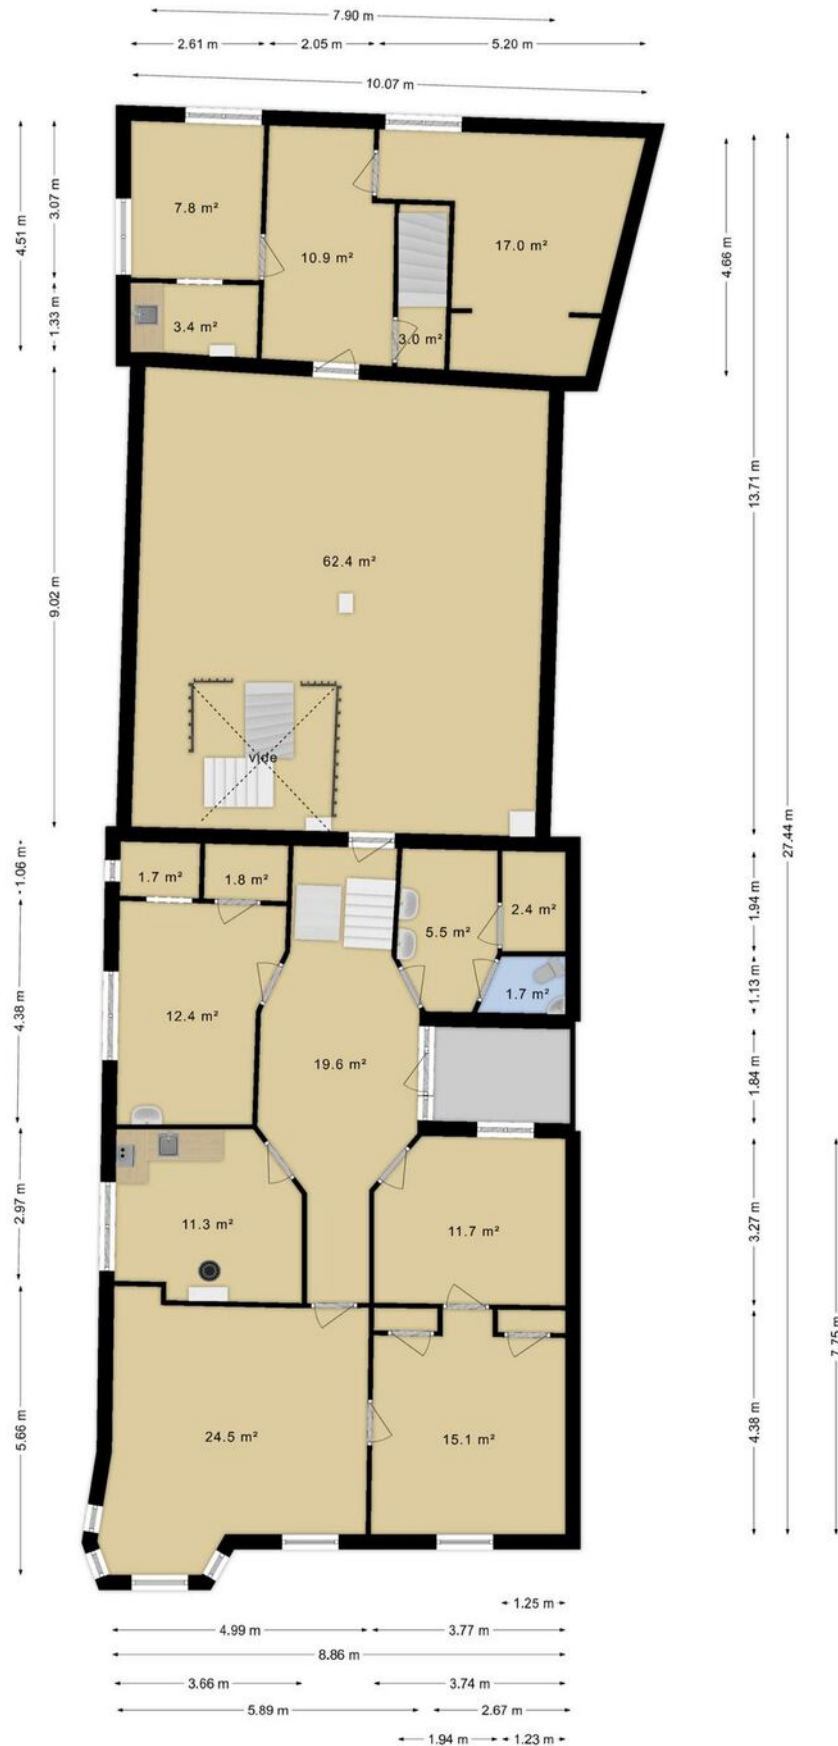 7.90 m
2.61 m
2.05 m
5.20 m
10.07 m
4.51 m
3.07 m
1.33 m
7.8 m²
10.9 m²
17.0 m²
3.4 m²
3.0 m²
4.66 m
13.71 m
27.44 m
9.02 m
62.4 m²
vide
1.06 m
1.7 m²
1.8 m²
5.5 m²
2.4 m²
1.94 m
1.7 m²
1.13 m
4.38 m
12.4 m²
19.6 m²
1.84 m
2.97 m
11.3 m²
11.7 m²
3.27 m
7.75 m
5.66 m
24.5 m²
15.1 m²
4.38 m
1.25 m
4.99 m
3.77 m
8.86 m
3.66 m
3.74 m
5.89 m
2.67 m
1.94 m
1.23 m